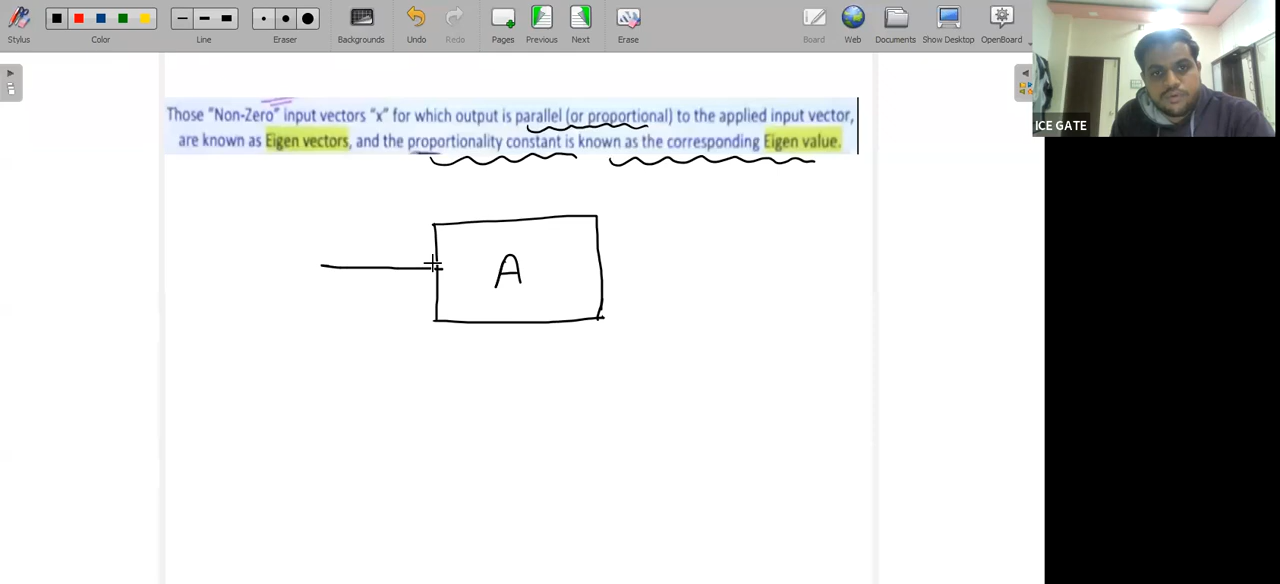 Stylus
Color
Line
Eraser
Backgrounds
Undo
Redo
Pages
Previous
Next
Erase
Board
Web
Documents
Show Desktop
OpenBoard
ICE GATE
Those "Non-Zero" input vectors "x" for which output is parallel (or proportional) to the applied input vector,
are known as Eigen vectors, and the proportionality constant is known as the corresponding Eigen value.
A